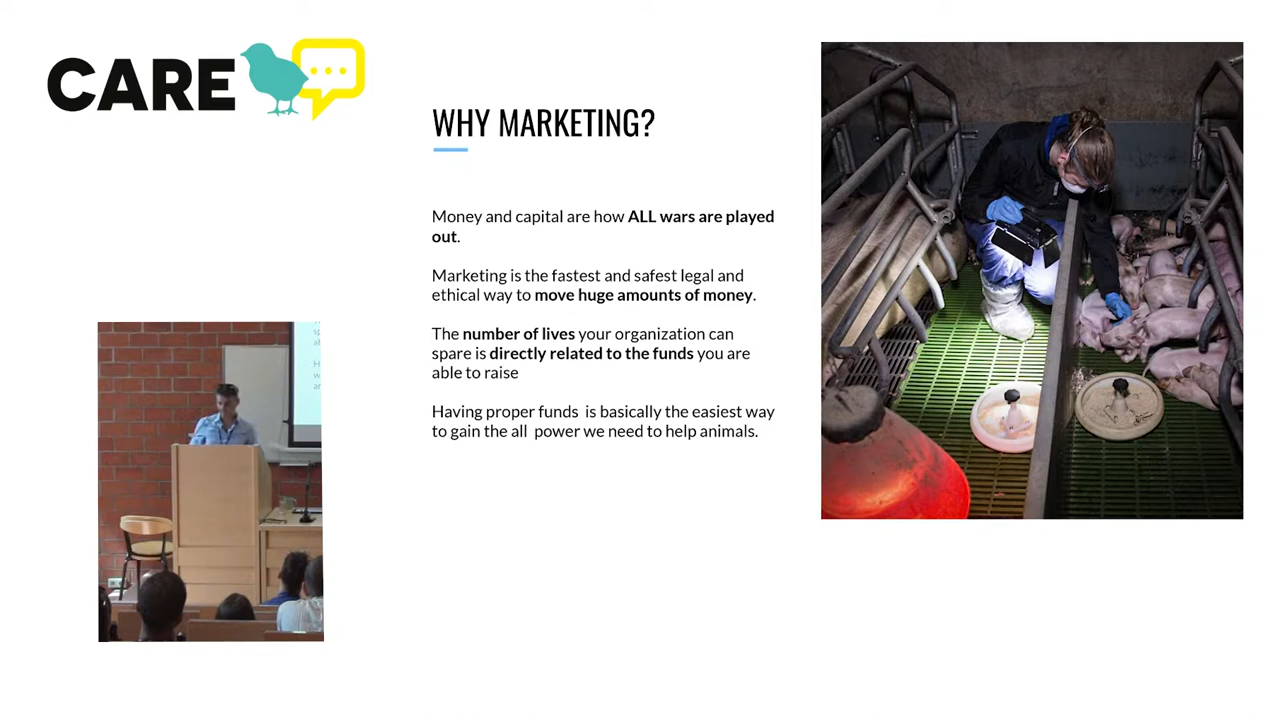 CARE
WHY MARKETING?
Money and capital are how ALL wars are played
out.
Marketing is the fastest and safest legal and
ethical way to move huge amounts of money.
The number of lives your organization can
spare is directly related to the funds you are
able to raise
Having proper funds is basically the easiest way
to gain the all power we need to help animals.